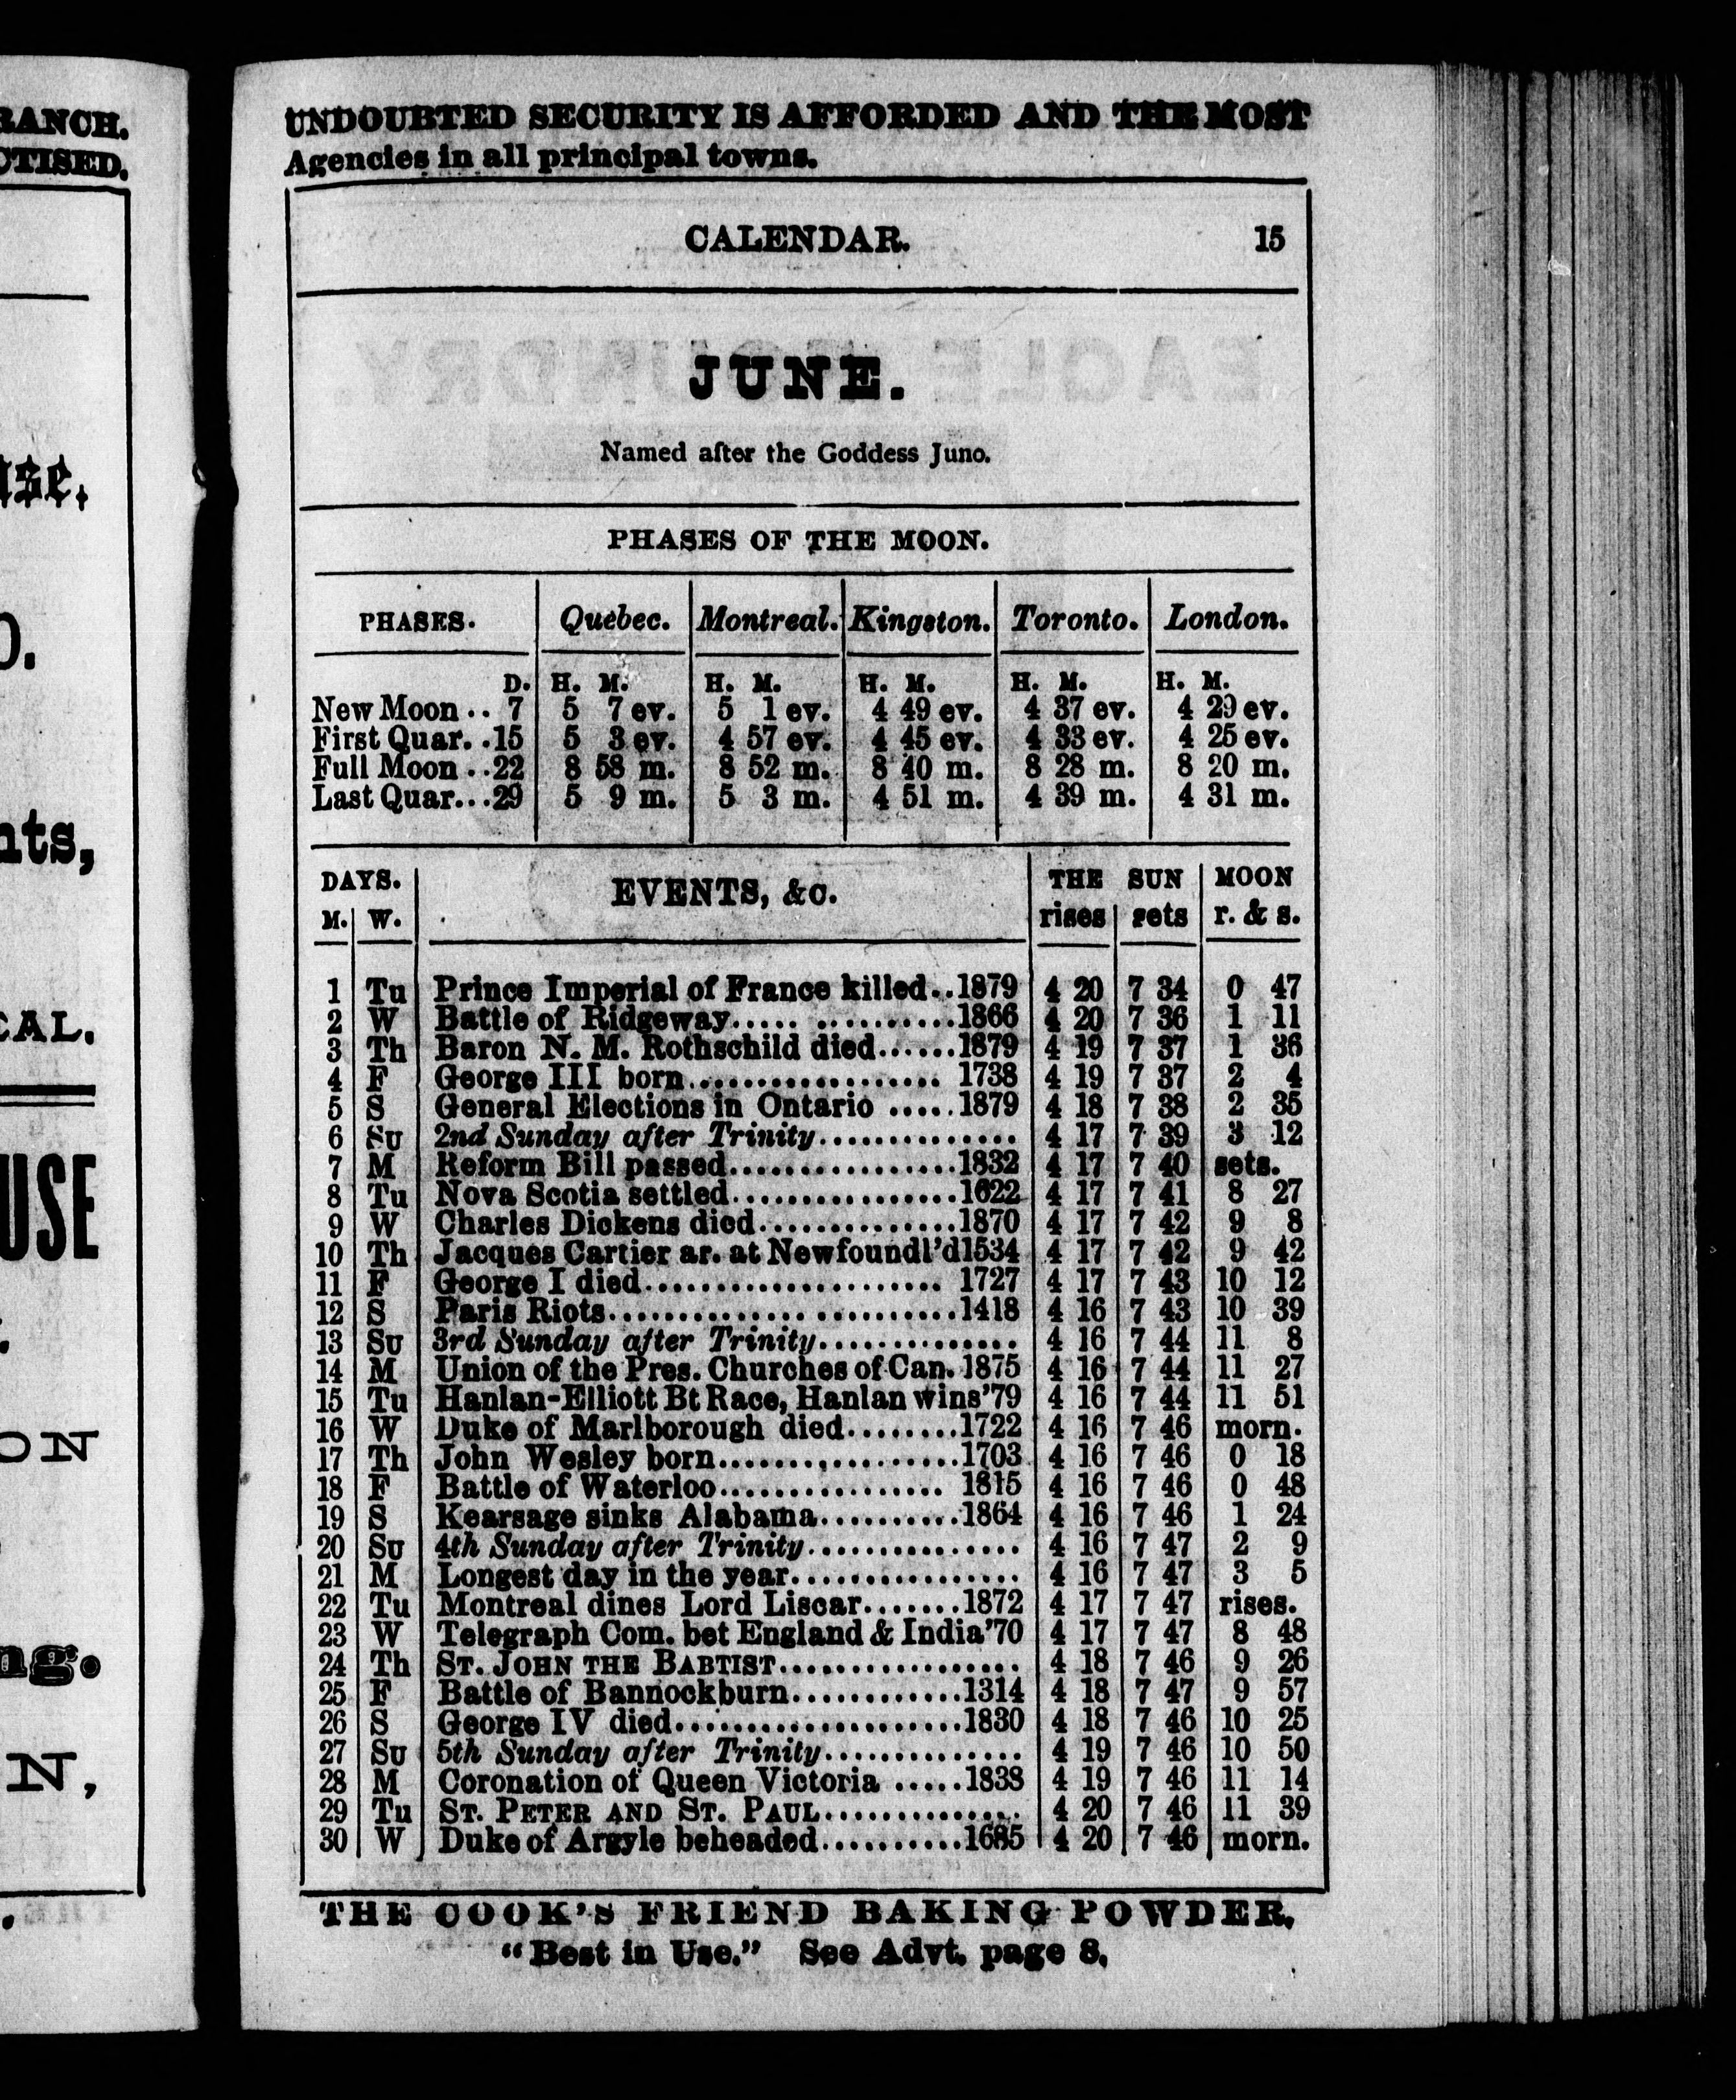 RANCH.
CTISED.
use,
O.
nts,
CAL.
USE
ON
ng.
N,
UNDOUBTED SECURITY IS AFFORDED AND THE MOST
Agencies in all principal towns.
CALENDAR. 15
JUNE.
Named after the Goddess Juno.
PHASES OF THE MOON.
PHASES. Quebec. Montreal. Kingston. Toronto. London.
D. H. M. H. M. H. M. H. M. H. M.
New Moon .. 7 5 7 ev. 5 1 ev. 4 49 ev. 4 37 ev. 4 29 ev.
First Quar. .15 5 3 ev. 4 57 ev. 4 45 ev. 4 33 ev. 4 25 ev.
Full Moon ..22 8 58 m. 8 52 m. 8 40 m. 8 28 m. 8 20 m.
Last Quar...29 5 9 m. 5 3 m. 4 51 m. 4 39 m. 4 31 m.
DAYS. EVENTS, &c. THE SUN MOON
M. W. rises sets r. & s.
1 Tu Prince Imperial of France killed..1879 4 20 7 34 0 47
2 W Battle of Ridgeway..... ..........1866 4 20 7 36 1 11
3 Th Baron N. M. Rothschild died......1879 4 19 7 37 1 36
4 F George III born................... 1738 4 19 7 37 2 4
5 S General Elections in Ontario .....1879 4 18 7 38 2 35
6 Su 2nd Sunday after Trinity............... 4 17 7 39 3 12
7 M Reform Bill passed.................1832 4 17 7 40 sets.
8 Tu Nova Scotia settled.................1622 4 17 7 41 8 27
9 W Charles Dickens died...............1870 4 17 7 42 9 8
10 Th Jacques Cartier ar. at Newfoundl'd1534 4 17 7 42 9 42
11 F George I died...................... 1727 4 17 7 43 10 12
12 S Paris Riots............... ...........1418 4 16 7 43 10 39
13 Su 3rd Sunday after Trinity............... 4 16 7 44 11 8
14 M Union of the Pres. Churches of Can. 1875 4 16 7 44 11 27
15 Tu Hanlan-Elliott Bt Race, Hanlan wins'79 4 16 7 44 11 51
16 W Duke of Marlborough died........1722 4 16 7 46 morn.
17 Th John Wesley born..................1703 4 16 7 46 0 18
18 F Battle of Waterloo................. 1815 4 16 7 46 0 48
19 S Kearsage sinks Alabama..........1864 4 16 7 46 1 24
20 Su 4th Sunday after Trinity................ 4 16 7 47 2 9
21 M Longest day in the year................. 4 16 7 47 3 5
22 Tu Montreal dines Lord Liscar.......1872 4 17 7 47 rises.
23 W Telegraph Com. bet England & India'70 4 17 7 47 8 48
24 Th ST. JOHN THE BABTIST.................. 4 18 7 46 9 26
25 F Battle of Bannockburn.............1314 4 18 7 47 9 57
26 S George IV died.....................1830 4 18 7 46 10 25
27 Su 5th Sunday after Trinity............... 4 19 7 46 10 50
28 M Coronation of Queen Victoria .....1838 4 19 7 46 11 14
29 Tu ST. PETER AND ST. PAUL............... 4 20 7 46 11 39
30 W Duke of Argyle beheaded..........1685 4 20 7 46 morn.
THE COOK'S FRIEND BAKING POWDER,
"Best in Use." See Advt. page 8.